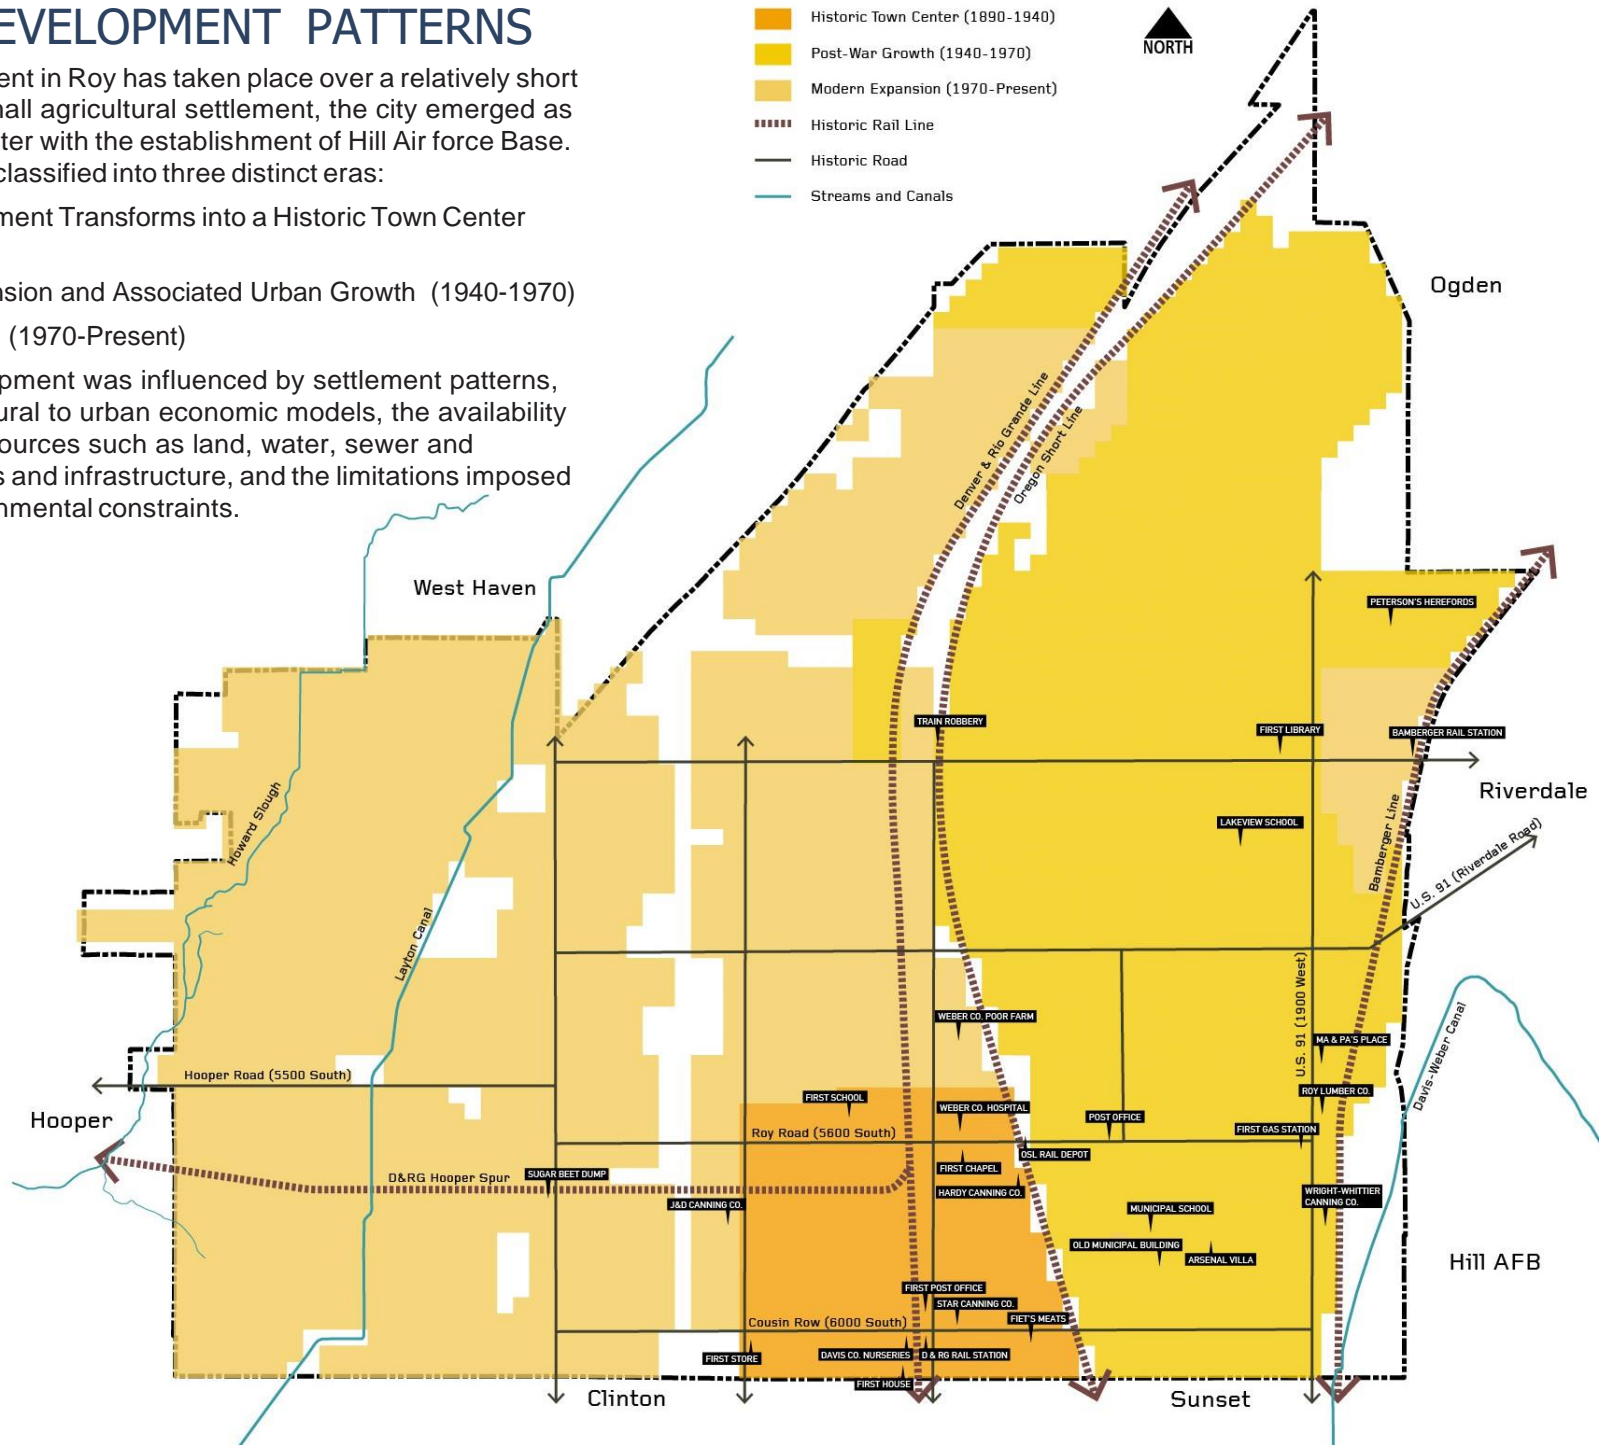 EVELOPMENT PATTERNS
ent in Roy has taken place over a relatively short
nall agricultural settlement, the city emerged as
ter with the establishment of Hill Air force Base.
classified into three distinct eras:
ment Transforms into a Historic Town Center
nsion and Associated Urban Growth (1940-1970)
(1970-Present)
opment was influenced by settlement patterns,
ural to urban economic models, the availability
ources such as land, water, sewer and
s and infrastructure, and the limitations imposed
nmental constraints.
Historic Town Center (1890-1940)
Post-War Growth (1940-1970)
Modern Expansion (1970-Present)
Historic Rail Line
Historic Road
Streams and Canals
NORTH
Ogden
West Haven
Denver & Rio Grande Line
Oregon Short Line
PETERSON'S HEREFORDS
TRAIN ROBBERY
FIRST LIBRARY
BAMBERGER RAIL STATION
Riverdale
Howard Slough
LAKEVIEW SCHOOL
Bamberger Line
U.S. 91 (Riverdale Road)
Layton Canal
U.S. 91 (1900 West)
WEBER CO. POOR FARM
MA & PA'S PLACE
Davis-Weber Canal
Hooper Road (5500 South)
Hooper
FIRST SCHOOL
WEBER CO. HOSPITAL
POST OFFICE
ROY LUMBER CO.
FIRST GAS STATION
Roy Road (5600 South)
OSL RAIL DEPOT
FIRST CHAPEL
D&RG Hooper Spur
SUGAR BEET DUMP
HARDY CANNING CO.
WRIGHT-WHITTIER
CANNING CO.
J&D CANNING CO.
MUNICIPAL SCHOOL
OLD MUNICIPAL BUILDING
ARSENAL VILLA
Hill AFB
FIRST POST OFFICE
STAR CANNING CO.
FIET'S MEATS
Cousin Row (6000 South)
FIRST STORE
DAVIS CO. NURSERIES
D & RG RAIL STATION
FIRST HOUSE
Clinton
Sunset